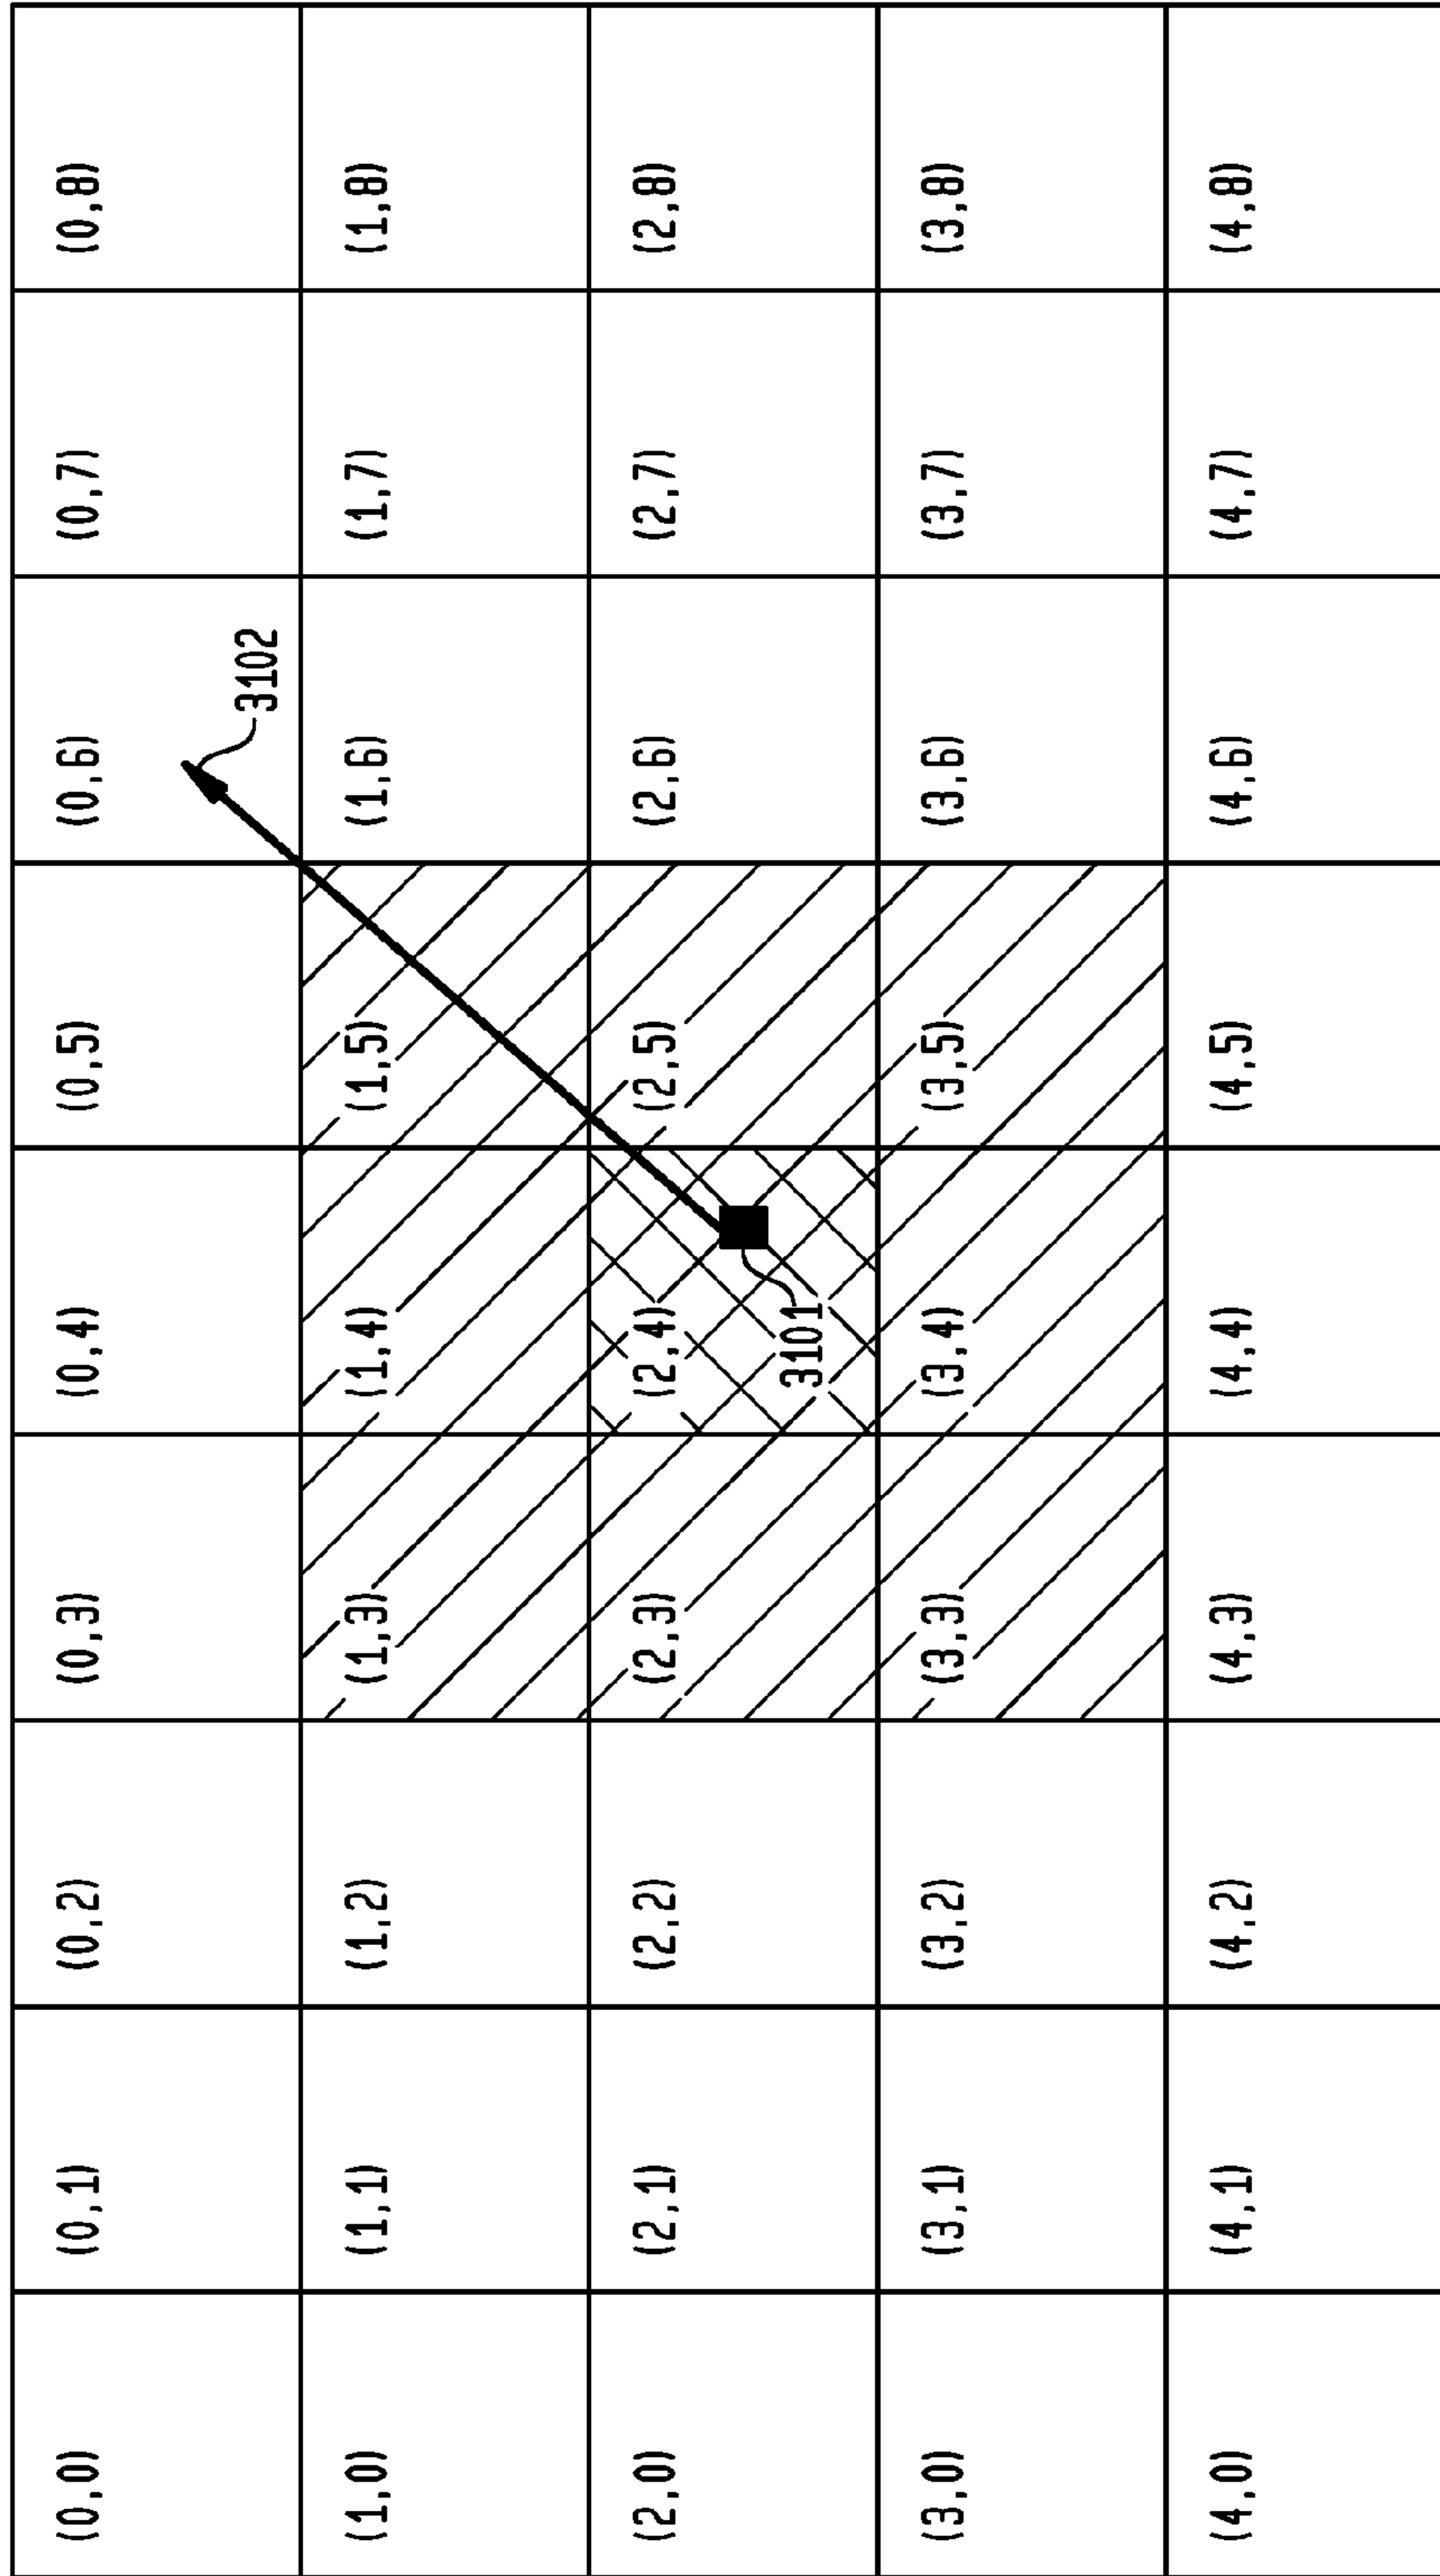 (0,0) (0,1) (0,2) (0,3) (0,4) (0,5) (0,6) (0,7) (0,8)
3102
(1,0) (1,1) (1,2) (1,3) (1,4) (1,5) (1,6) (1,7) (1,8)
(2,0) (2,1) (2,2) (2,3) (2,4) (2,5) (2,6) (2,7) (2,8)
3101
(3,0) (3,1) (3,2) (3,3) (3,4) (3,5) (3,6) (3,7) (3,8)
(4,0) (4,1) (4,2) (4,3) (4,4) (4,5) (4,6) (4,7) (4,8)